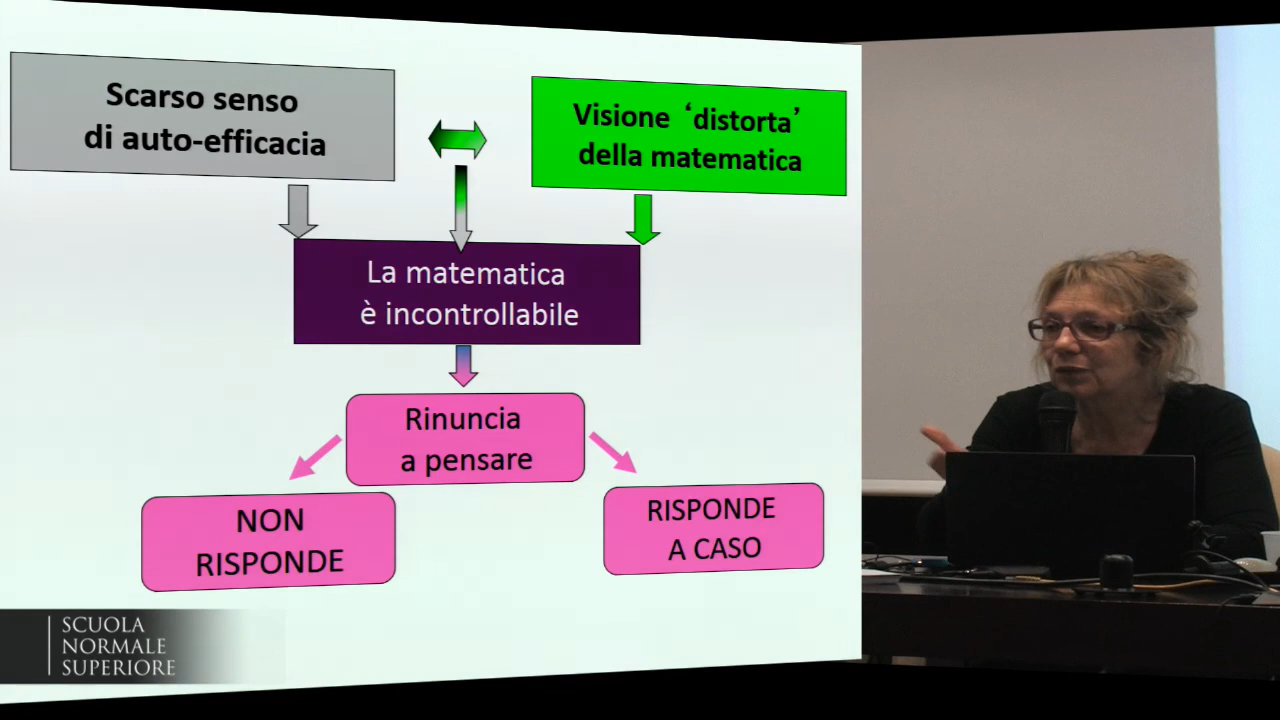 Scarso senso
di auto-efficacia
Visione ‘distorta’
della matematica
La matematica
è incontrollabile
Rinuncia
a pensare
NON
RISPONDE
RISPONDE
A CASO
SCUOLA
NORMALE
SUPERIORE